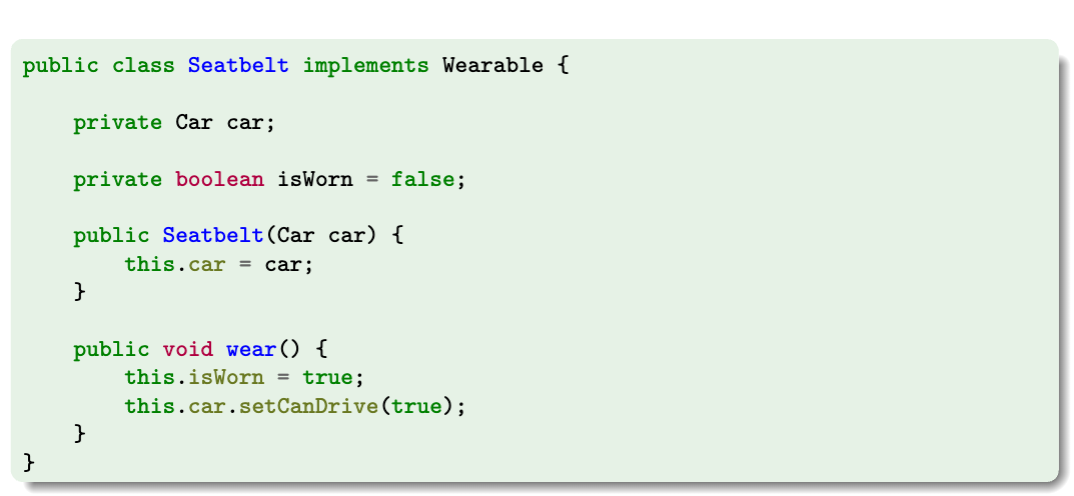 public class Seatbelt implements Wearable {
    private Car car;
    private boolean isWorn = false;
    public Seatbelt(Car car) {
        this.car = car;
    }
    public void wear() {
        this.isWorn = true;
        this.car.setCanDrive(true);
    }
}